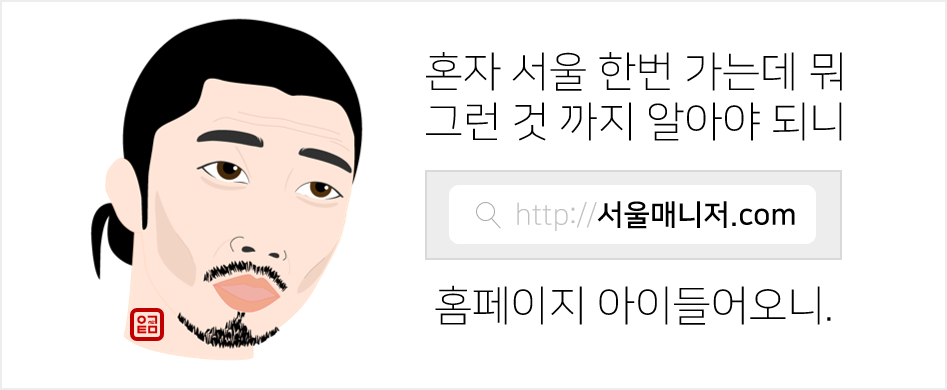 혼자 서울 한번 가는데 뭐
그런 것 까지 알아야 되니
http://서울매니저.com
홈페이지 아이들어오니.